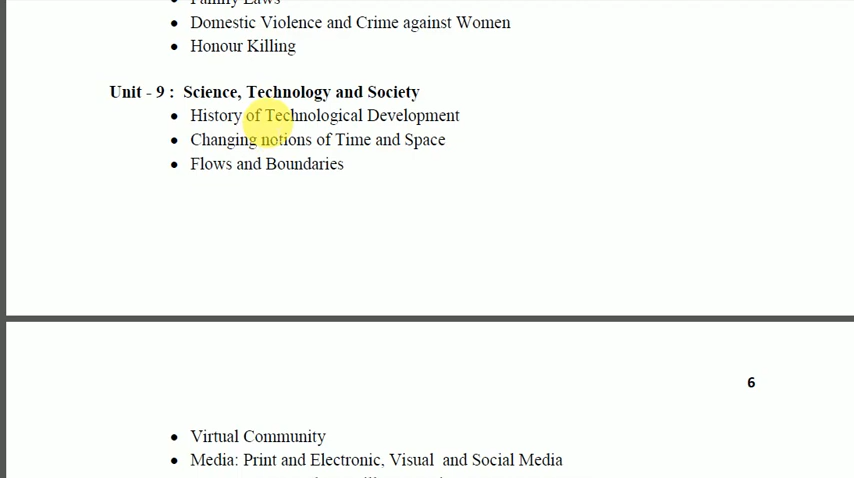 Family Laws
Domestic Violence and Crime against Women
Honour Killing
Unit - 9 : Science, Technology and Society
History of Technological Development
Changing notions of Time and Space
Flows and Boundaries
6
Virtual Community
Media: Print and Electronic, Visual and Social Media